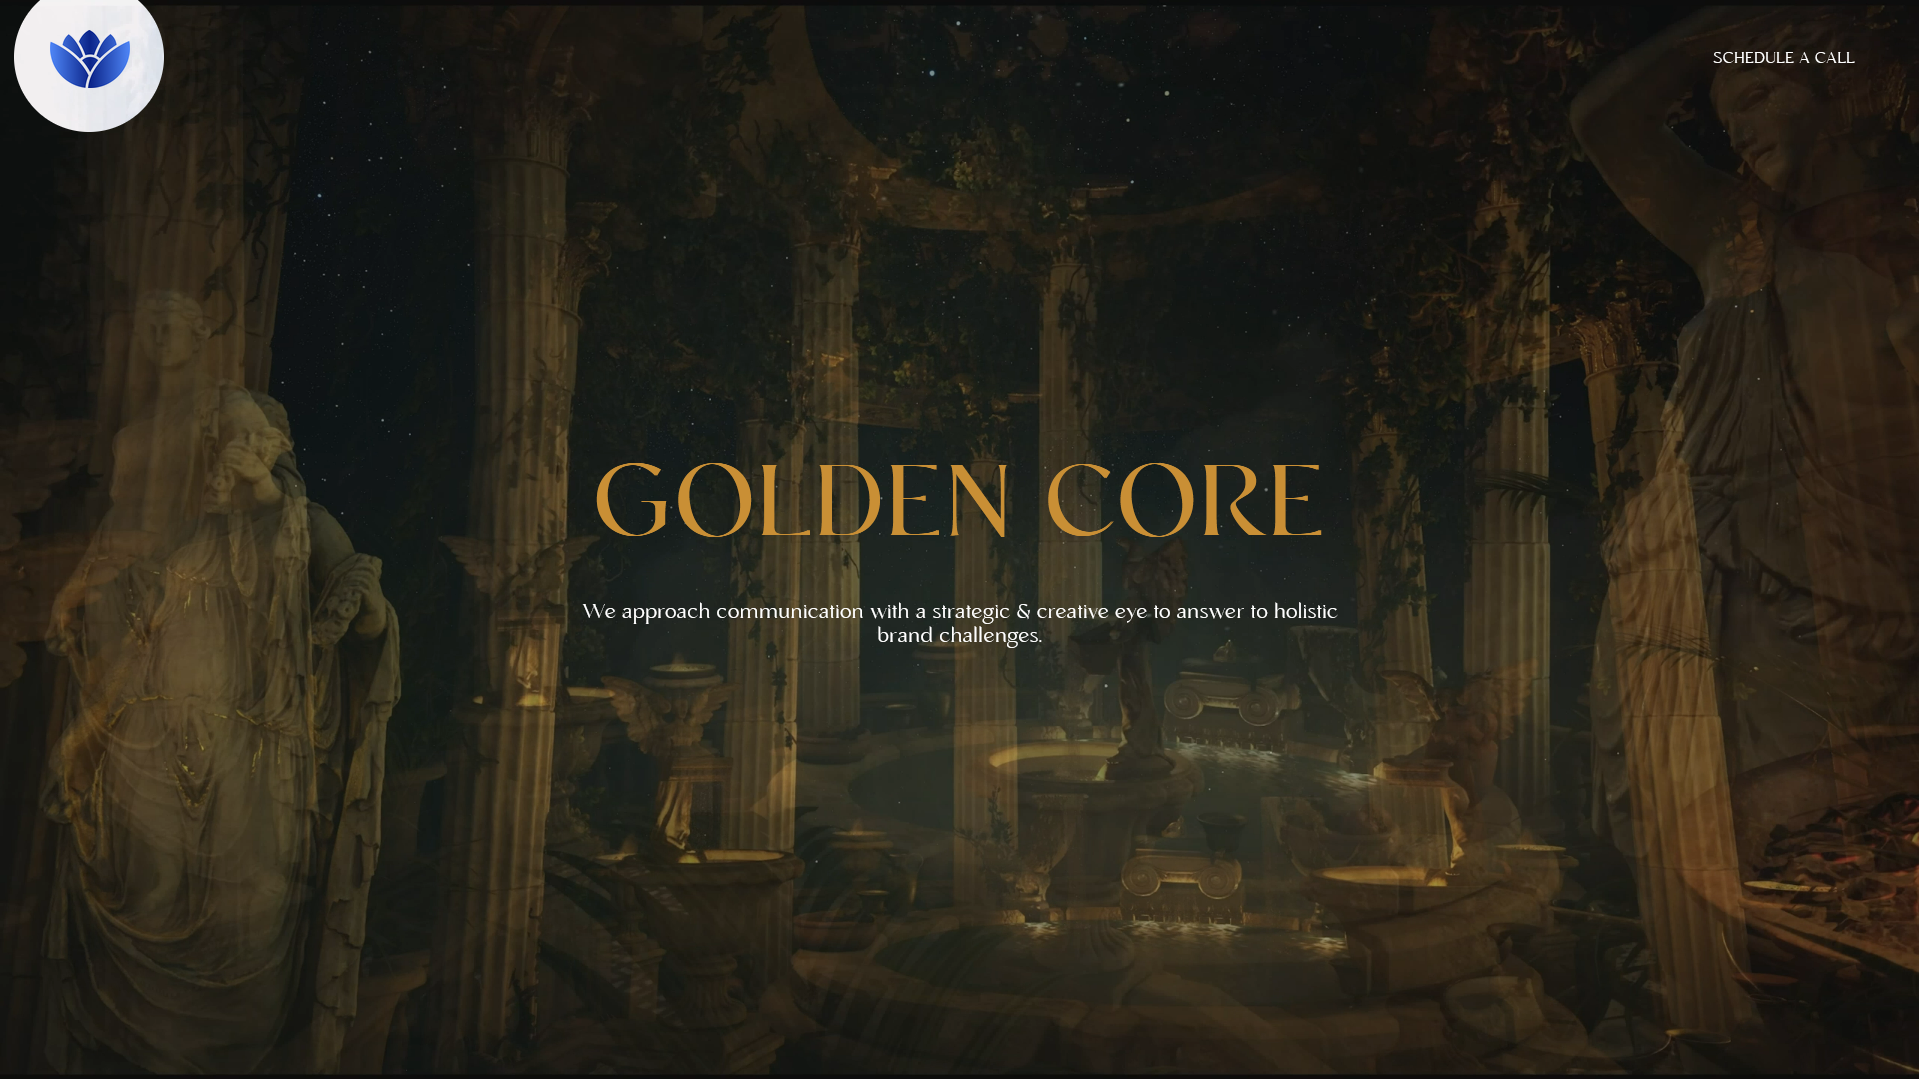 SCHEDULE A CALL
GOLDEN CORE
We approach communication with a strategic & creative eye to answer to holistic
brand challenges.